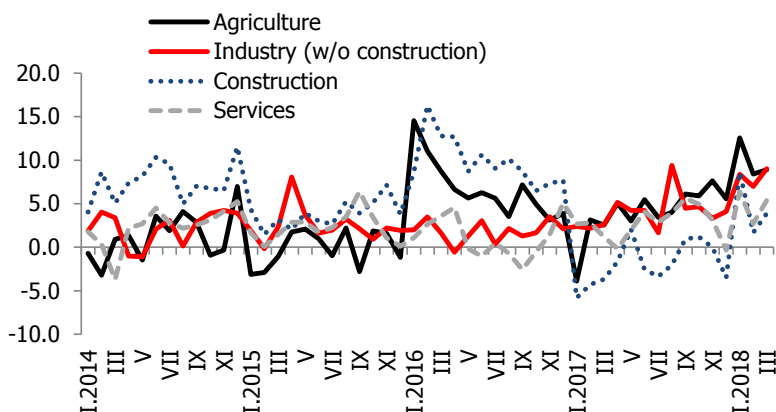 Agriculture
Industry (w/o construction)
Construction
Services
20.0
15.0
10.0
5.0
0.0
-5.0
-10.0
I.2014
III
V
VII
IX
XI
I.2015
III
V
VII
IX
XI
I.2016
III
V
VII
IX
XI
I.2017
III
V
VII
IX
XI
I.2018
III